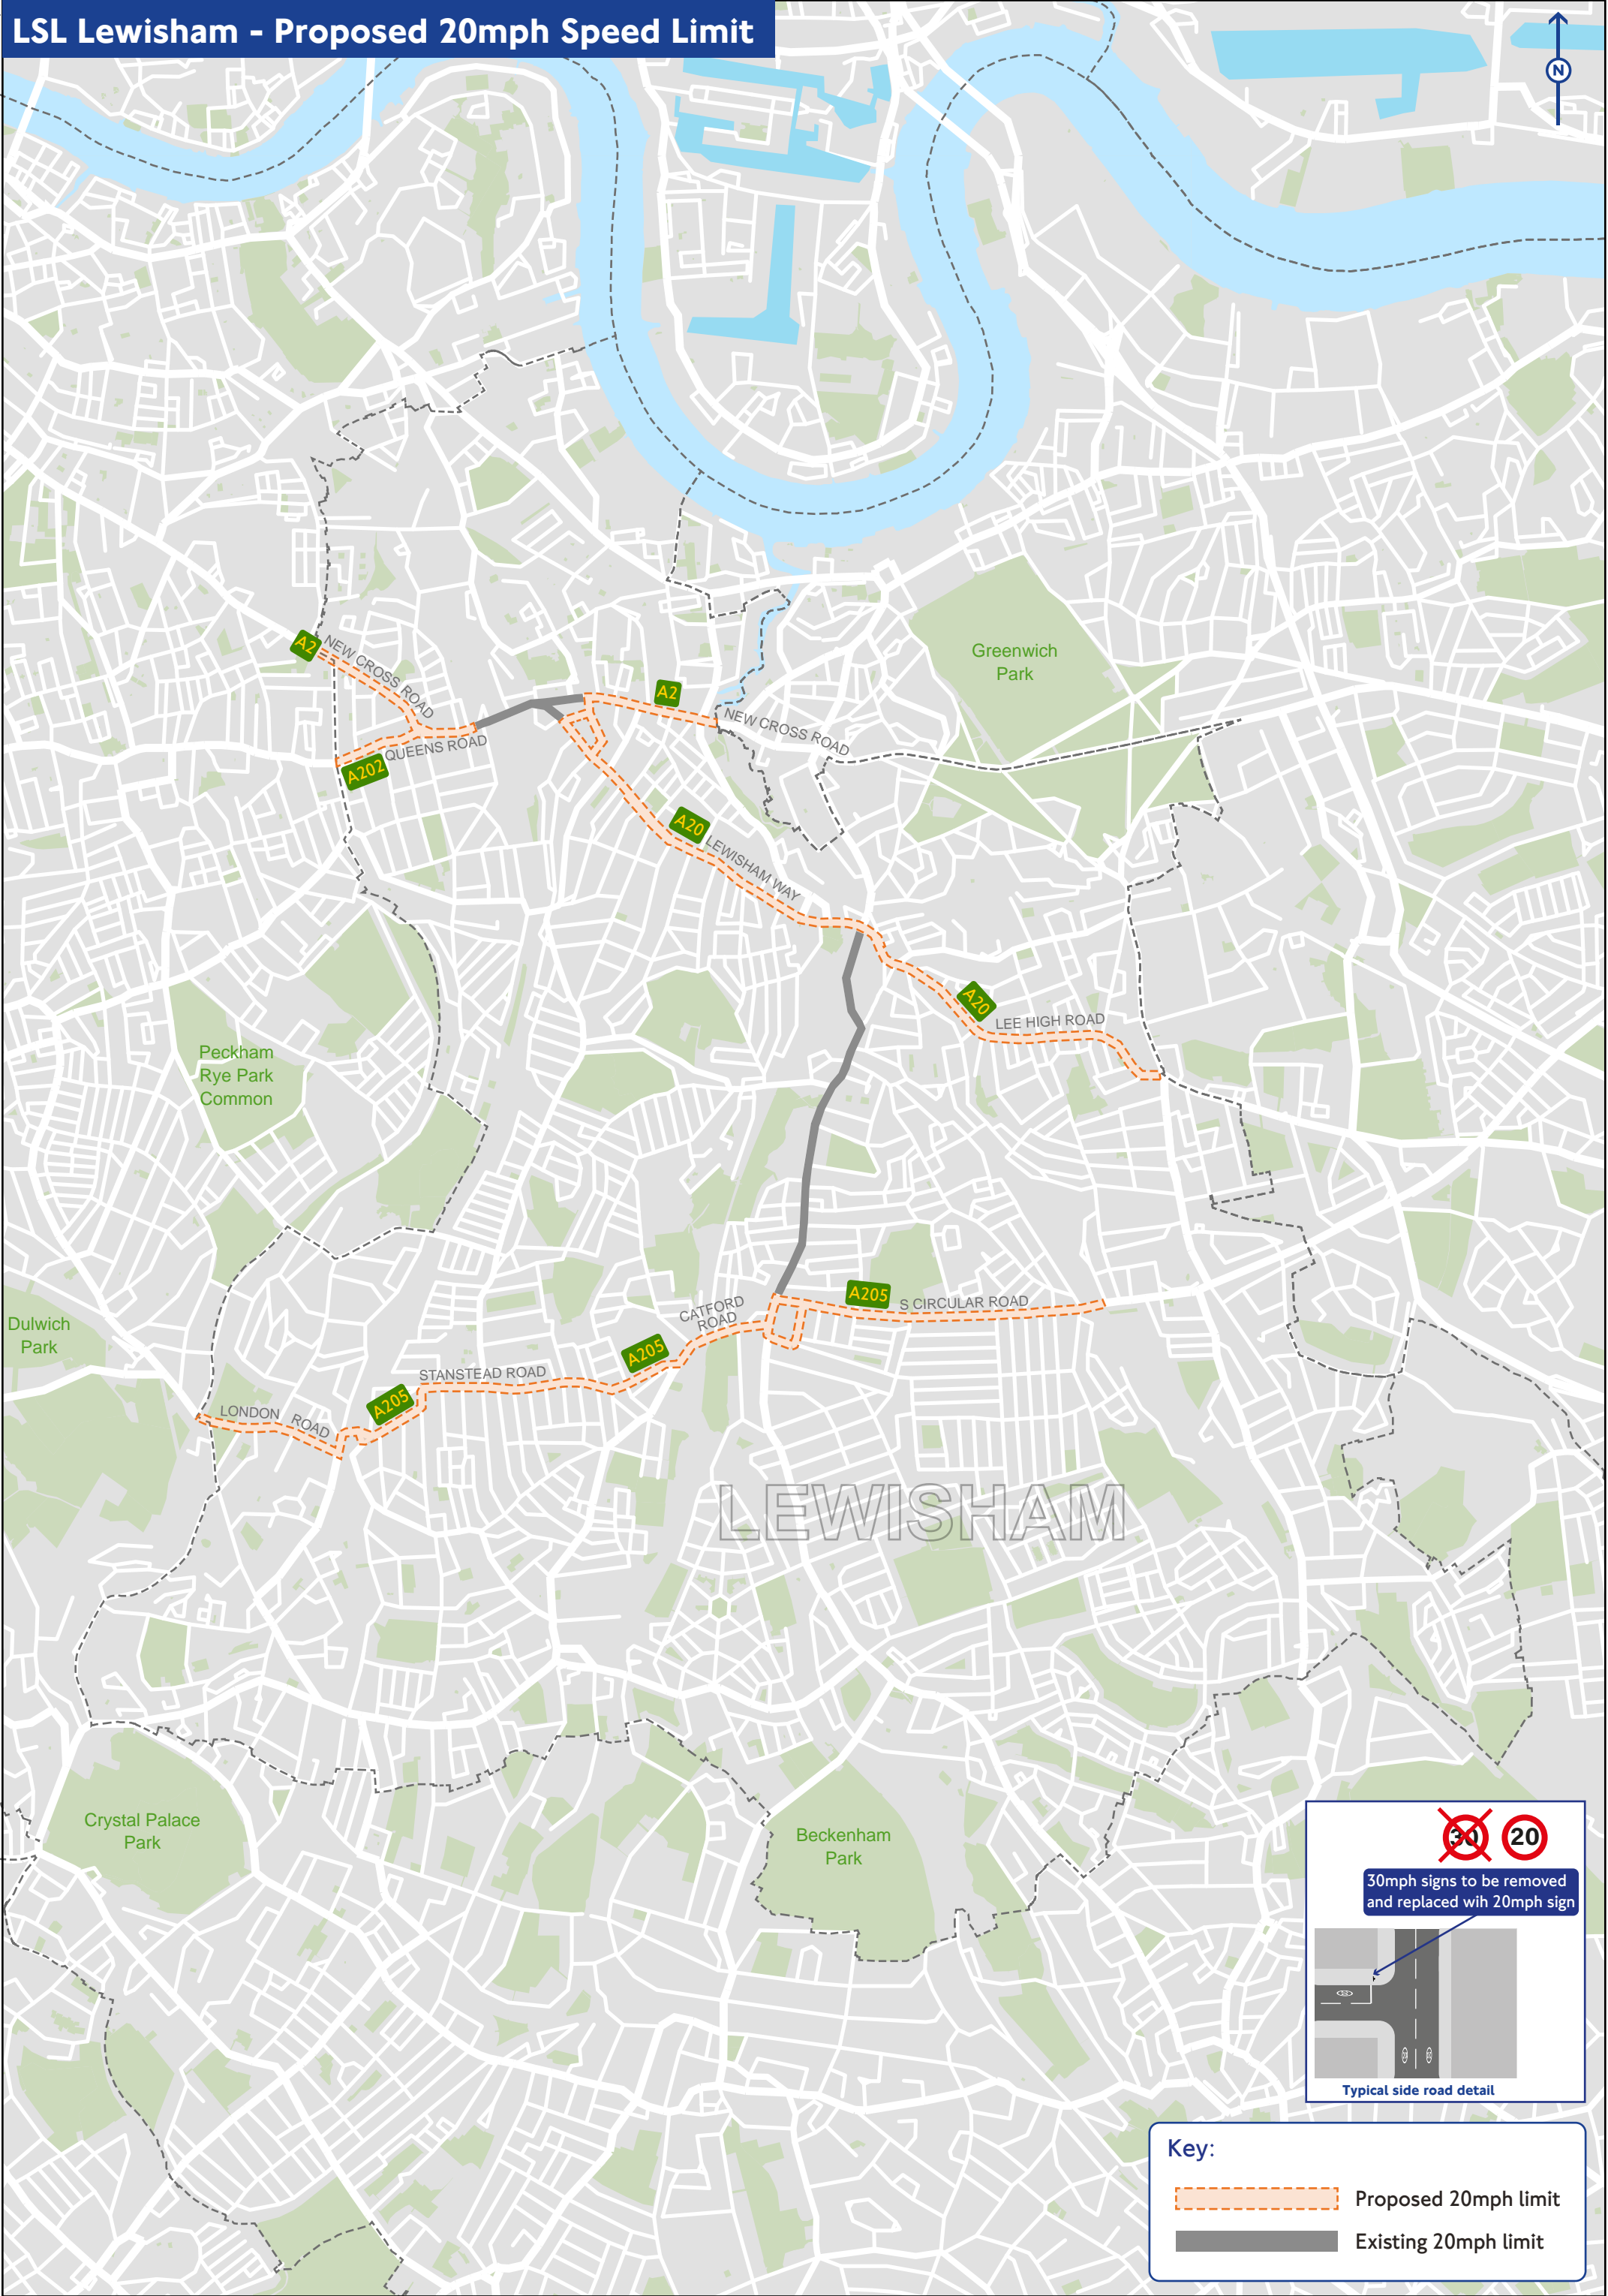 LSL Lewisham - Proposed 20mph Speed Limit
N
Greenwich
Park
A2
NEW CROSS ROAD
A2
NEW CROSS ROAD
QUEENS ROAD
A202
A20
LEWISHAM WAY
A20
LEE HIGH ROAD
Peckham
Rye Park
Common
Dulwich
Park
A205
S CIRCULAR ROAD
CATFORD
ROAD
A205
STANSTEAD ROAD
A205
LONDON ROAD
LEWISHAM
Crystal Palace
Park
Beckenham
Park
30
20
30mph signs to be removed
and replaced wih 20mph sign
Typical side road detail
Key:
Proposed 20mph limit
Existing 20mph limit